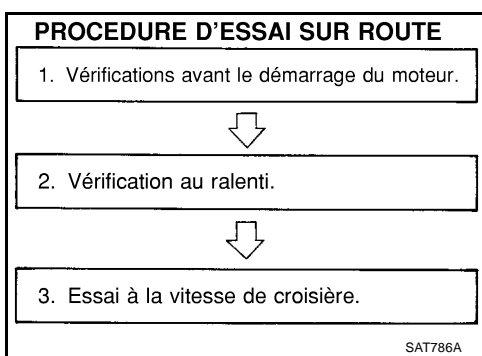 PROCEDURE D'ESSAI SUR ROUTE
1. Vérifications avant le démarrage du moteur.
2. Vérification au ralenti.
3. Essai à la vitesse de croisière.
SAT786A